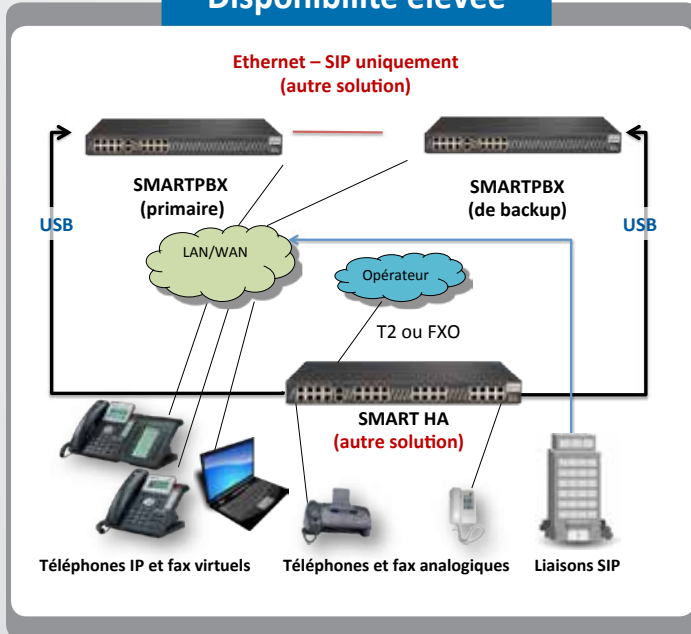 Disponibilité élevée
Ethernet – SIP uniquement
(autre solution)
SMARTPBX
(primaire)
SMARTPBX
(de backup)
USB
USB
LAN/WAN
Opérateur
T2 ou FXO
SMART HA
(autre solution)
Téléphones IP et fax virtuels
Téléphones et fax analogiques
Liaisons SIP